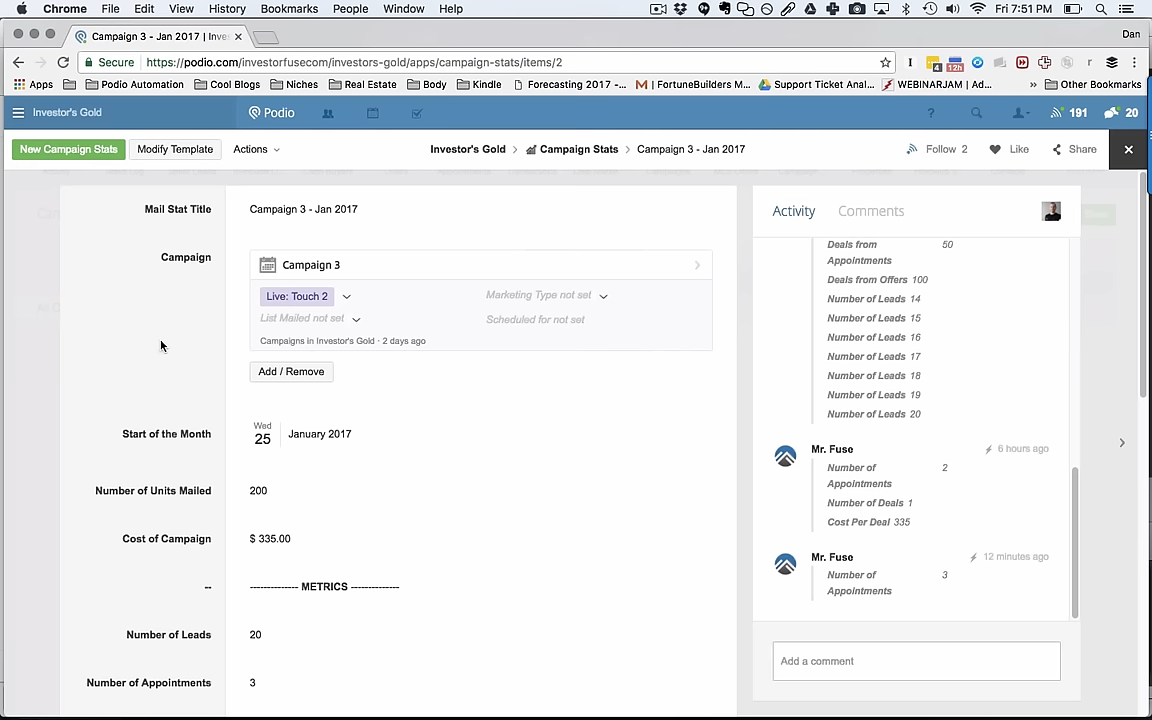 Chrome File Edit View History Bookmarks People Window Help Fri 7:51 PM
Campaign 3 - Jan 2017 | Inves Dan
Secure https://podio.com/investorfusecom/investors-gold/apps/campaign-stats/items/2
Apps Podio Automation Cool Blogs Niches Real Estate Body Kindle Forecasting 2017 -... | FortuneBuilders M... Support Ticket Anal... WEBINARJAM | Ad... » Other Bookmarks
Investor's Gold Podio ? 191 20
New Campaign Stats Modify Template Actions Investor's Gold Campaign Stats Campaign 3 - Jan 2017 Follow 2 Like Share
Mail Stat Title Campaign 3 - Jan 2017
Campaign Campaign 3
Live: Touch 2 Marketing Type not set
List Mailed not set Scheduled for not set
Campaigns in Investor's Gold · 2 days ago
Add / Remove
Start of the Month Wed 25 January 2017
Number of Units Mailed 200
Cost of Campaign $ 335.00
-- -------------- METRICS --------------
Number of Leads 20
Number of Appointments 3
Activity Comments
Deals from Appointments 50
Deals from Offers 100
Number of Leads 14
Number of Leads 15
Number of Leads 16
Number of Leads 17
Number of Leads 18
Number of Leads 19
Number of Leads 20
Mr. Fuse 6 hours ago
Number of Appointments 2
Number of Deals 1
Cost Per Deal 335
Mr. Fuse 12 minutes ago
Number of Appointments 3
Add a comment